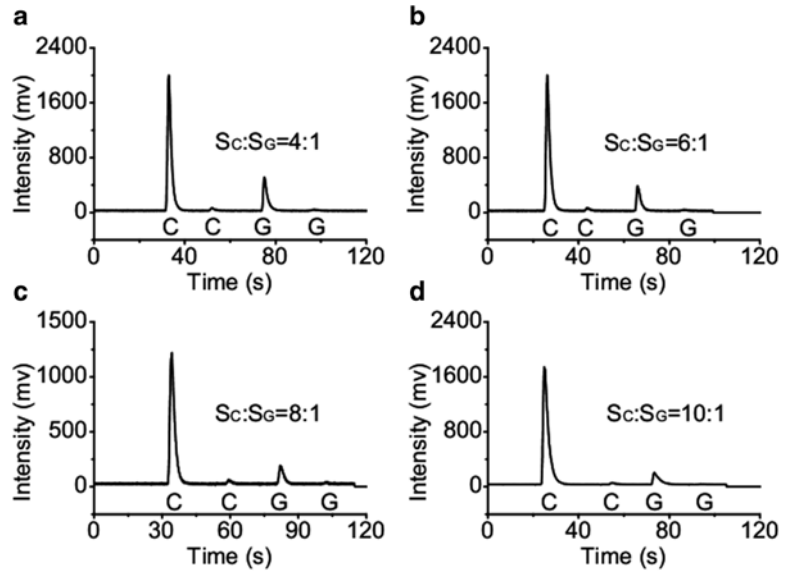 a
2400
1600
800
0
Intensity (mv)
SC:SG=4:1
C C G G
0 40 80 120
Time (s)
b
2400
1600
800
0
Intensity (mv)
SC:SG=6:1
C C G G
0 40 80 120
Time (s)
c
1500
1000
500
0
Intensity (mv)
SC:SG=8:1
C C G G
0 30 60 90 120
Time (s)
d
2400
1600
800
0
Intensity (mv)
SC:SG=10:1
C C G G
0 40 80 120
Time (s)